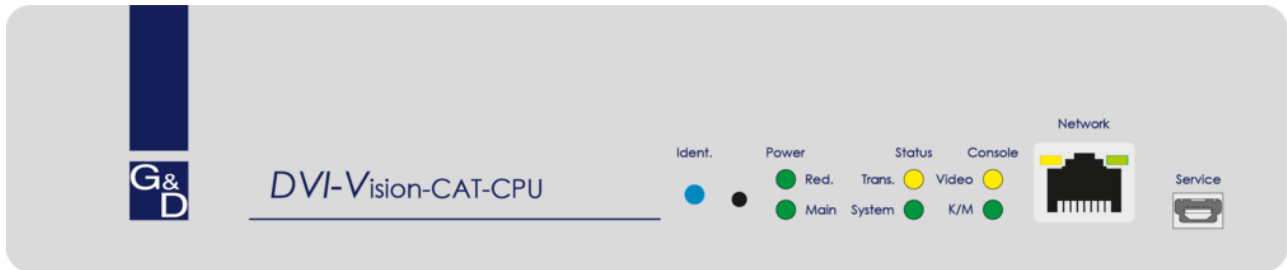 G&D
DVI-Vision-CAT-CPU
Ident.
Power
Red.
Main
Status
Trans.
System
Console
Video
K/M
Network
Service